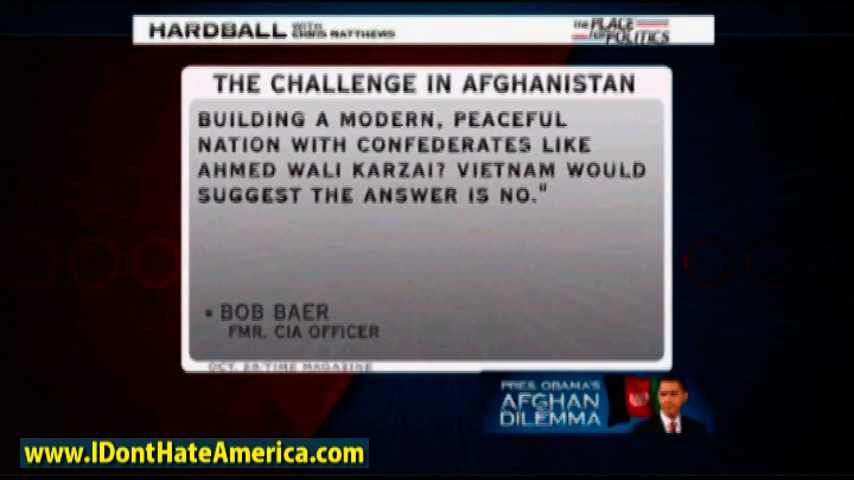 HARDBALL WITH CHRIS MATTHEWS
THE PLACE FOR POLITICS
THE CHALLENGE IN AFGHANISTAN
BUILDING A MODERN, PEACEFUL
NATION WITH CONFEDERATES LIKE
AHMED WALI KARZAI? VIETNAM WOULD
SUGGEST THE ANSWER IS NO."
• BOB BAER
FMR. CIA OFFICER
OCT. 28/TIME MAGAZINE
PRES. OBAMA'S
AFGHAN
DILEMMA
www.IDontHateAmerica.com